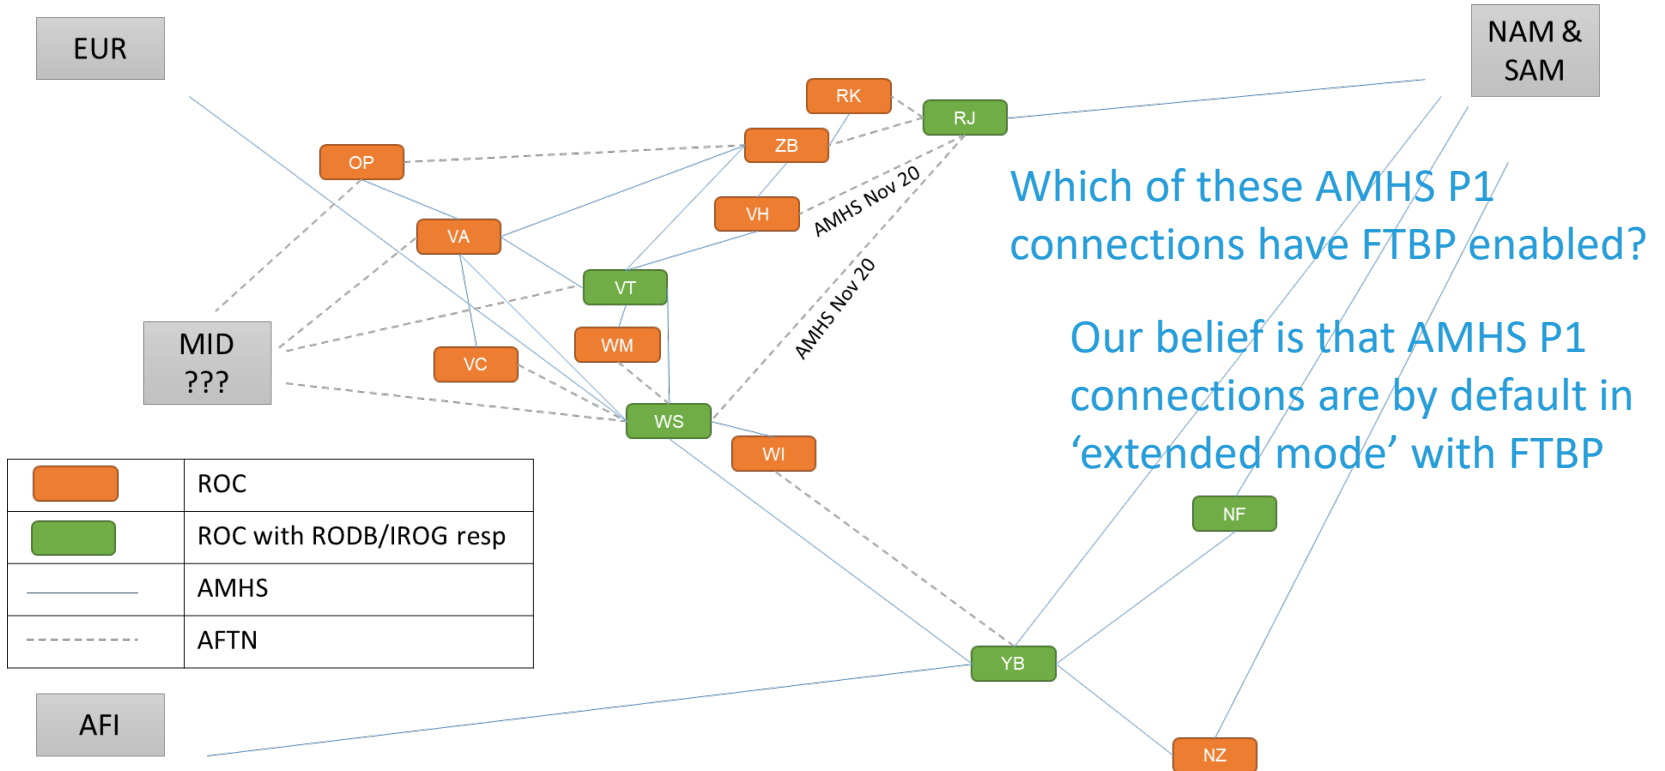 EUR
NAM &
SAM
RK
RJ
ZB
OP
VH
AMHS Nov 20
VA
Which of these AMHS P1
connections have FTBP enabled?
VT
AMHS Nov 20
MID
???
WM
VC
Our belief is that AMHS P1
connections are by default in
‘extended mode’ with FTBP
WS
WI
ROC
ROC with RODB/IROG resp
AMHS
AFTN
NF
YB
AFI
NZ